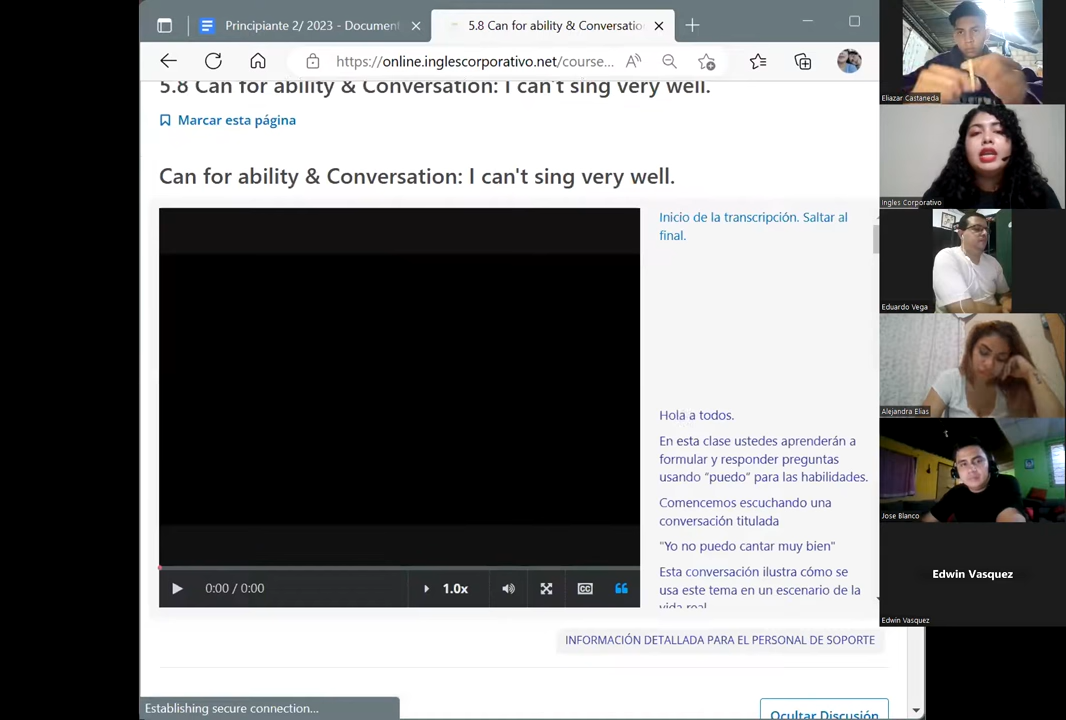 Principiante 2/ 2023 - Document
5.8 Can for ability & Conversatio
https://online.inglescorporativo.net/course...
5.8 Can for ability & Conversation: I can't sing very well.
Marcar esta página
Can for ability & Conversation: I can't sing very well.
Inicio de la transcripción. Saltar al
final.
Hola a todos.
En esta clase ustedes aprenderán a
formular y responder preguntas
usando "puedo" para las habilidades.
Comencemos escuchando una
conversación titulada
"Yo no puedo cantar muy bien"
Esta conversación ilustra cómo se
usa este tema en un escenario de la
vida real.
0:00 / 0:00
1.0x
CC
INFORMACIÓN DETALLADA PARA EL PERSONAL DE SOPORTE
Establishing secure connection...
Ocultar Discusión
Eliazar Castaneda
Ingles Corporativo
Eduardo Vega
Alejandra Elias
Jose Blanco
Edwin Vasquez
Edwin Vasquez